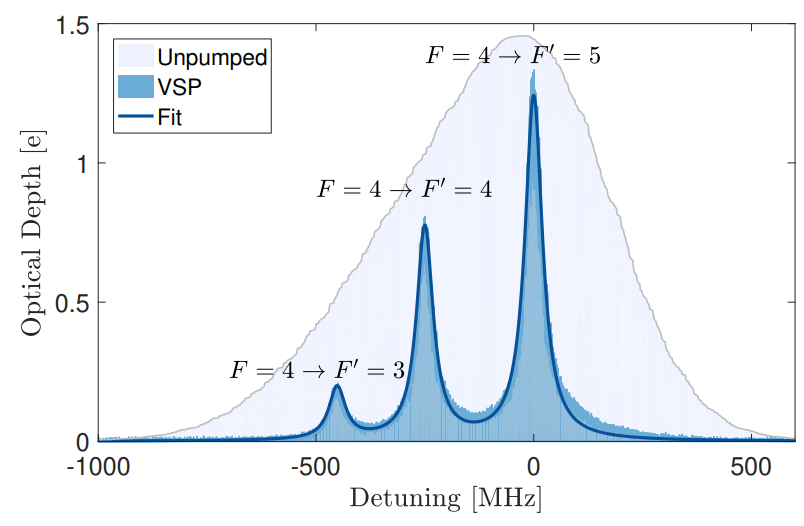 1.5
F = 4 → F′ = 5
Unpumped
VSP
Fit
1
F = 4 → F′ = 4
Optical Depth [e]
0.5
F = 4 → F′ = 3
0
-1000
-500
0
500
Detuning [MHz]